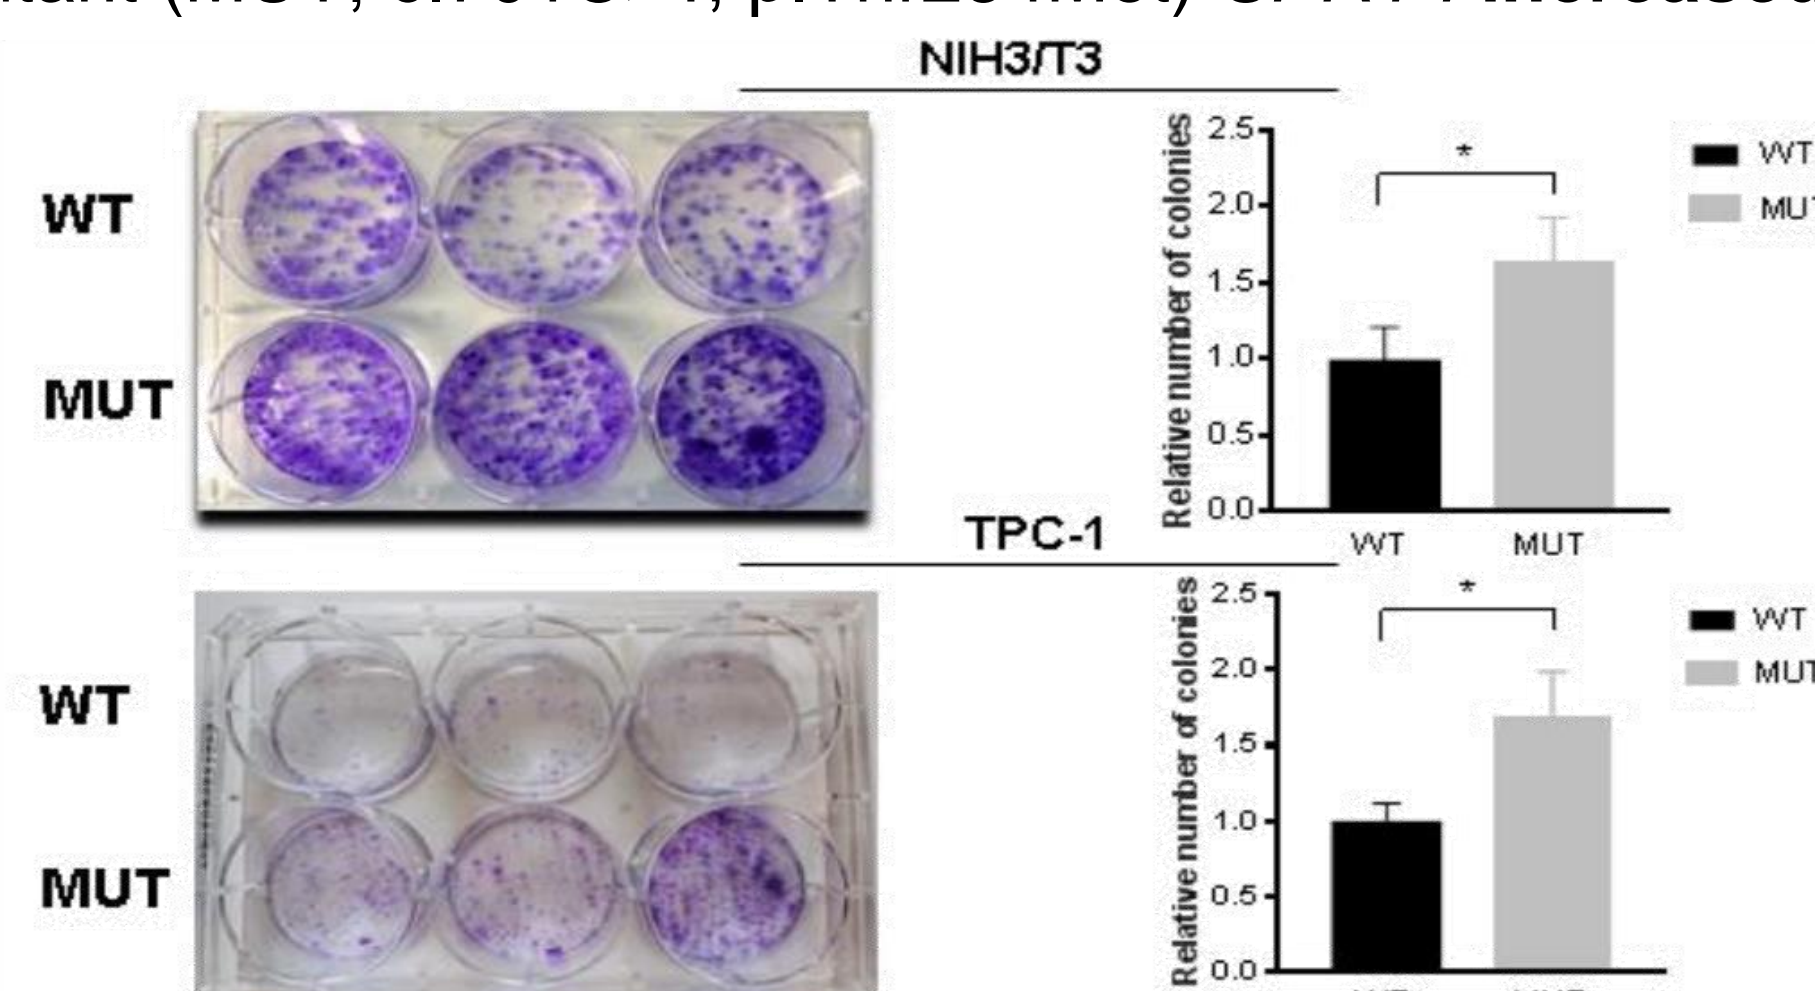 NIH3/T3
WT
MUT
Relative number of colonies
2.5
2.0
1.5
1.0
0.5
0.0
*
WT
MUT
WT
MUT
TPC-1
WT
MUT
Relative number of colonies
2.5
2.0
1.5
1.0
0.5
0.0
*
WT
MUT